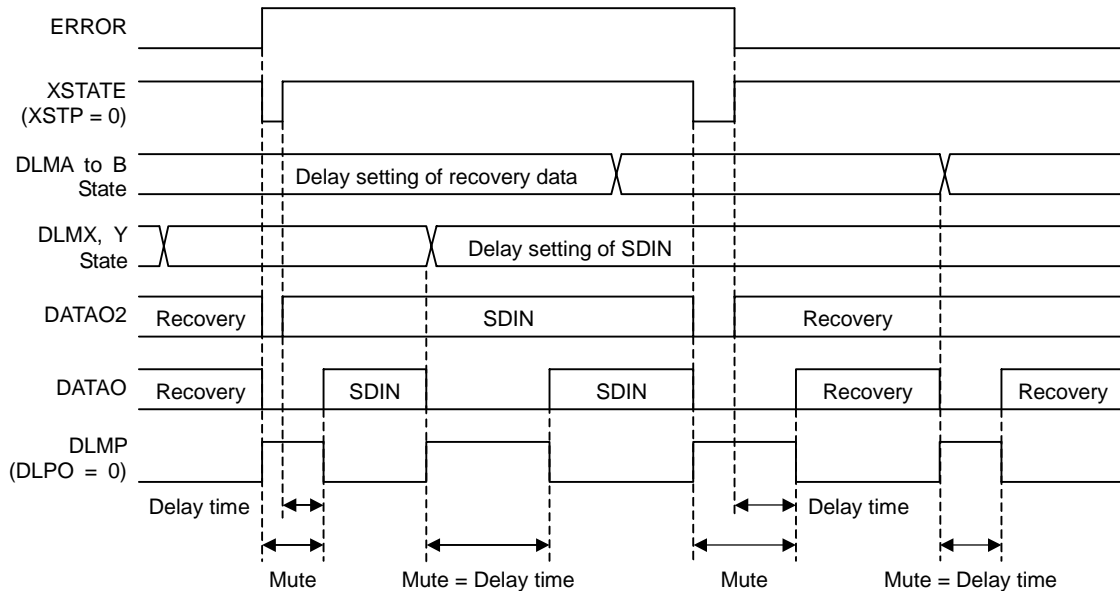 ERROR
XSTATE
(XSTP = 0)
DLMA to B
State
Delay setting of recovery data
DLMX, Y
State
Delay setting of SDIN
DATAO2
Recovery
SDIN
Recovery
DATAO
Recovery
SDIN
SDIN
Recovery
Recovery
DLMP
(DLPO = 0)
Delay time
Delay time
Mute
Mute = Delay time
Mute
Mute = Delay time